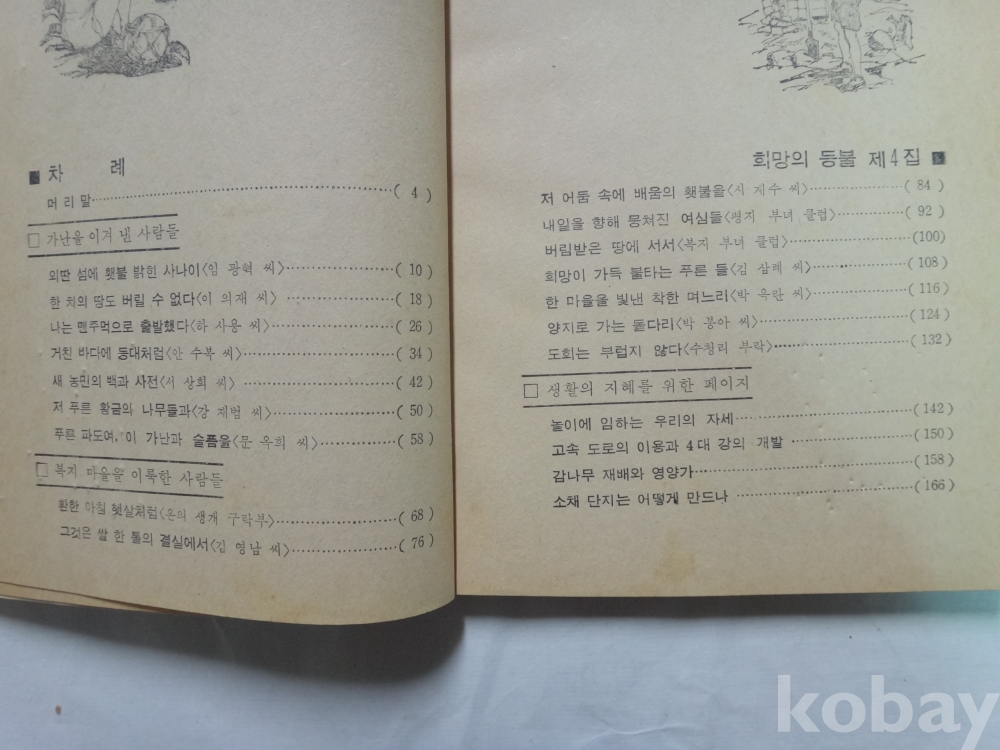 ■ 차 례
머 리 말 ( 4 )
□ 가난을 이겨 낸 사람들
외딴 섬에 횃불 밝힌 사나이〈임 광혁 씨〉 (10)
한 치의 땅도 버릴 수 없다〈이 의재 씨〉 (18)
나는 맨주먹으로 출발했다〈하 사용 씨〉 (26)
거친 바다에 등대처럼〈안 수복 씨〉 (34)
새 농민의 백과 사전〈서 상희 씨〉 (42)
저 푸른 황금의 나무들과〈강 재범 씨〉 (50)
푸른 파도여, 이 가난과 슬픔을〈문 옥희 씨〉 (58)
□ 복지 마을을 이룩한 사람들
환한 아침 햇살처럼〈온의 생개 구락부〉 (68)
그것은 쌀 한 톨의 결실에서〈김 영남 씨〉 (76)
희망의 등불 제4집 ■
저 어둠 속에 배움의 횃불을〈서 재수 씨〉 (84)
내일을 향해 뭉쳐진 여심들〈평지 부녀 클럽〉 (92)
버림받은 땅에 서서〈복지 부녀 클럽〉 (100)
희망이 가득 불타는 푸른 들〈김 삼례 씨〉 (108)
한 마을을 빛낸 착한 며느리〈박 옥란 씨〉 (116)
양지로 가는 돌다리〈박 봉아 씨〉 (124)
도회는 부럽지 않다〈수청리 부락〉 (132)
□ 생활의 지혜를 위한 페이지
놀이에 임하는 우리의 자세 (142)
고속 도로의 이용과 4대 강의 개발 (150)
감나무 재배와 영양가 (158)
소채 단지는 어떻게 만드나 (166)
kobay